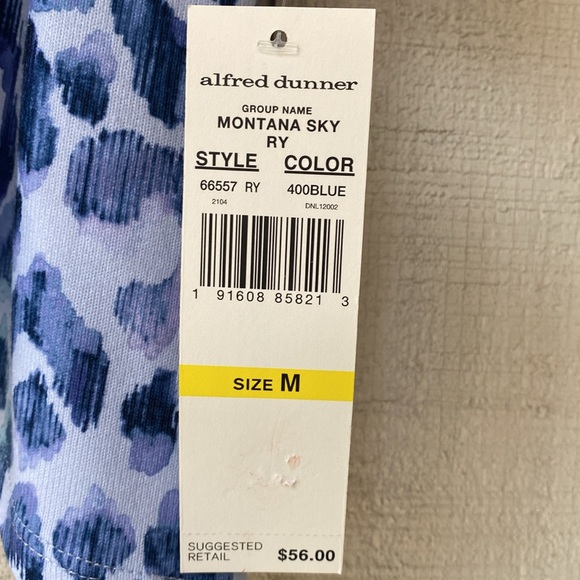 alfred dunner
GROUP NAME
MONTANA SKY
RY
STYLE COLOR
66557 RY 400BLUE
2104 DNL12002
1 91608 85821 3
SIZE M
SUGGESTED
RETAIL $56.00